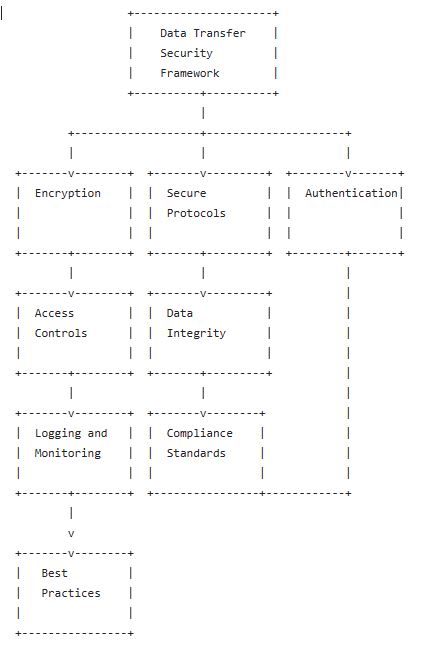 Data Transfer
Security
Framework
Encryption
Secure
Protocols
Authentication
Access
Controls
Data
Integrity
Logging and
Monitoring
Compliance
Standards
Best
Practices